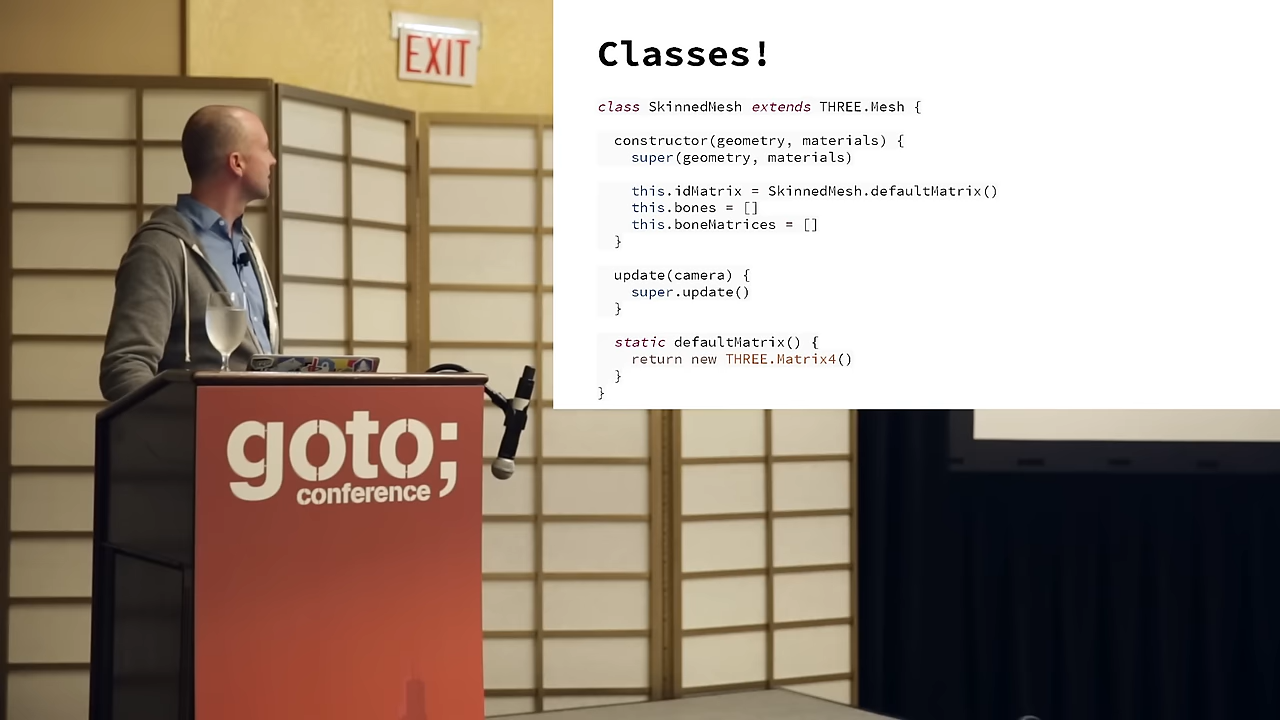 EXIT
Classes!
class SkinnedMesh extends THREE.Mesh {
constructor(geometry, materials) {
super(geometry, materials)
this.idMatrix = SkinnedMesh.defaultMatrix()
this.bones = []
this.boneMatrices = []
}
update(camera) {
super.update()
}
static defaultMatrix() {
return new THREE.Matrix4()
}
}
goto;
conference